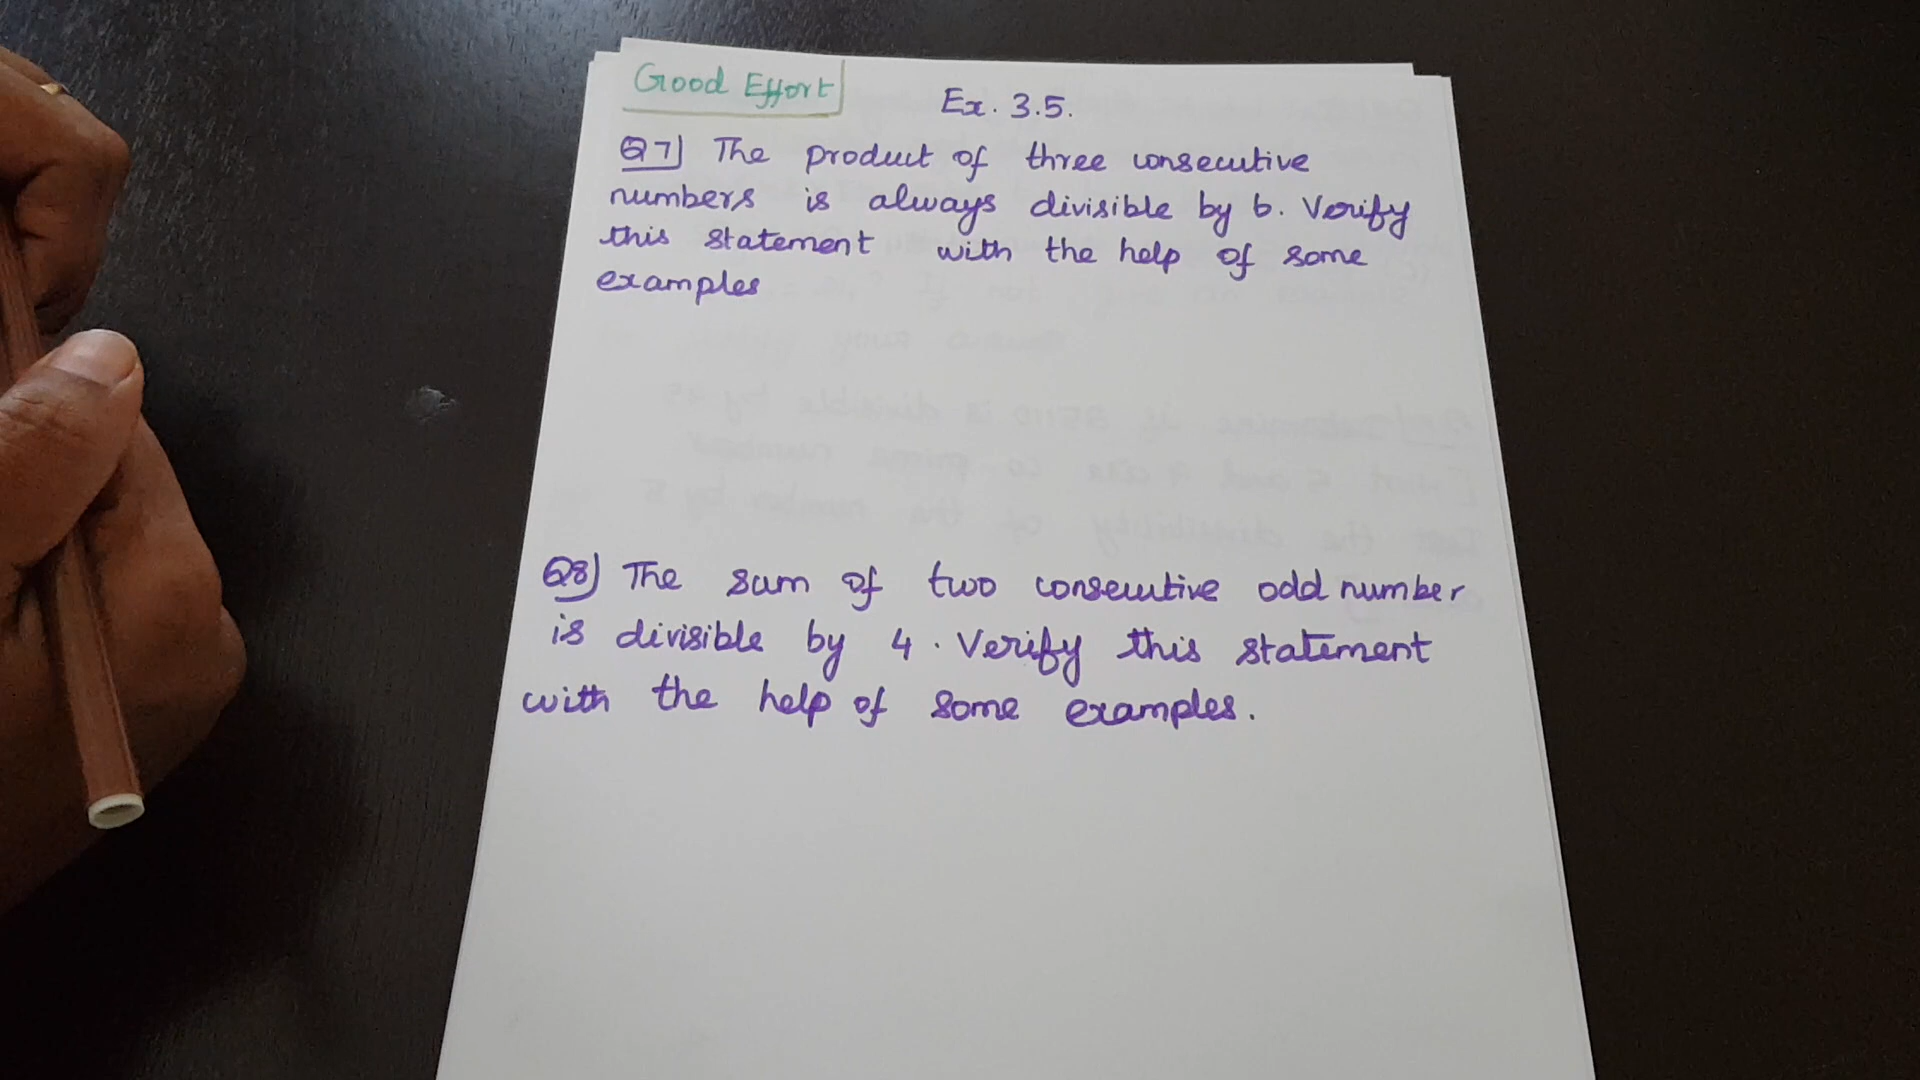 Good Effort
Ex. 3.5.
Q7) The product of three consecutive
numbers is always divisible by 6. Verify
this statement with the help of some
examples
Q8) The sum of two consecutive odd number
is divisible by 4. Verify this statement
with the help of some examples.